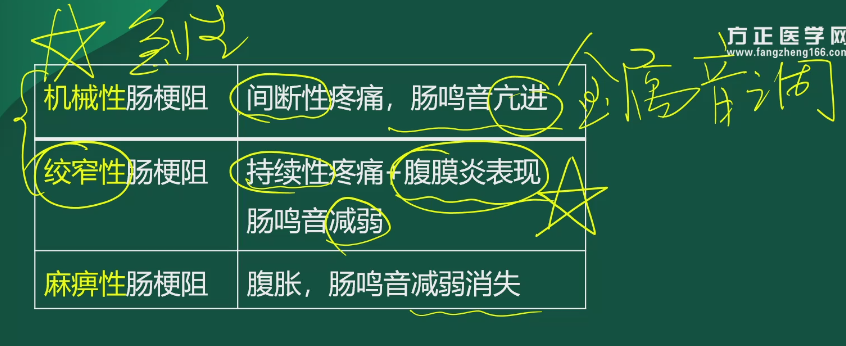 方正医学网
www.fangzheng166.com
急性
机械性肠梗阻 间断性疼痛，肠鸣音亢进
金属音调
绞窄性肠梗阻 持续性疼痛+腹膜炎表现
肠鸣音减弱
麻痹性肠梗阻 腹胀，肠鸣音减弱消失